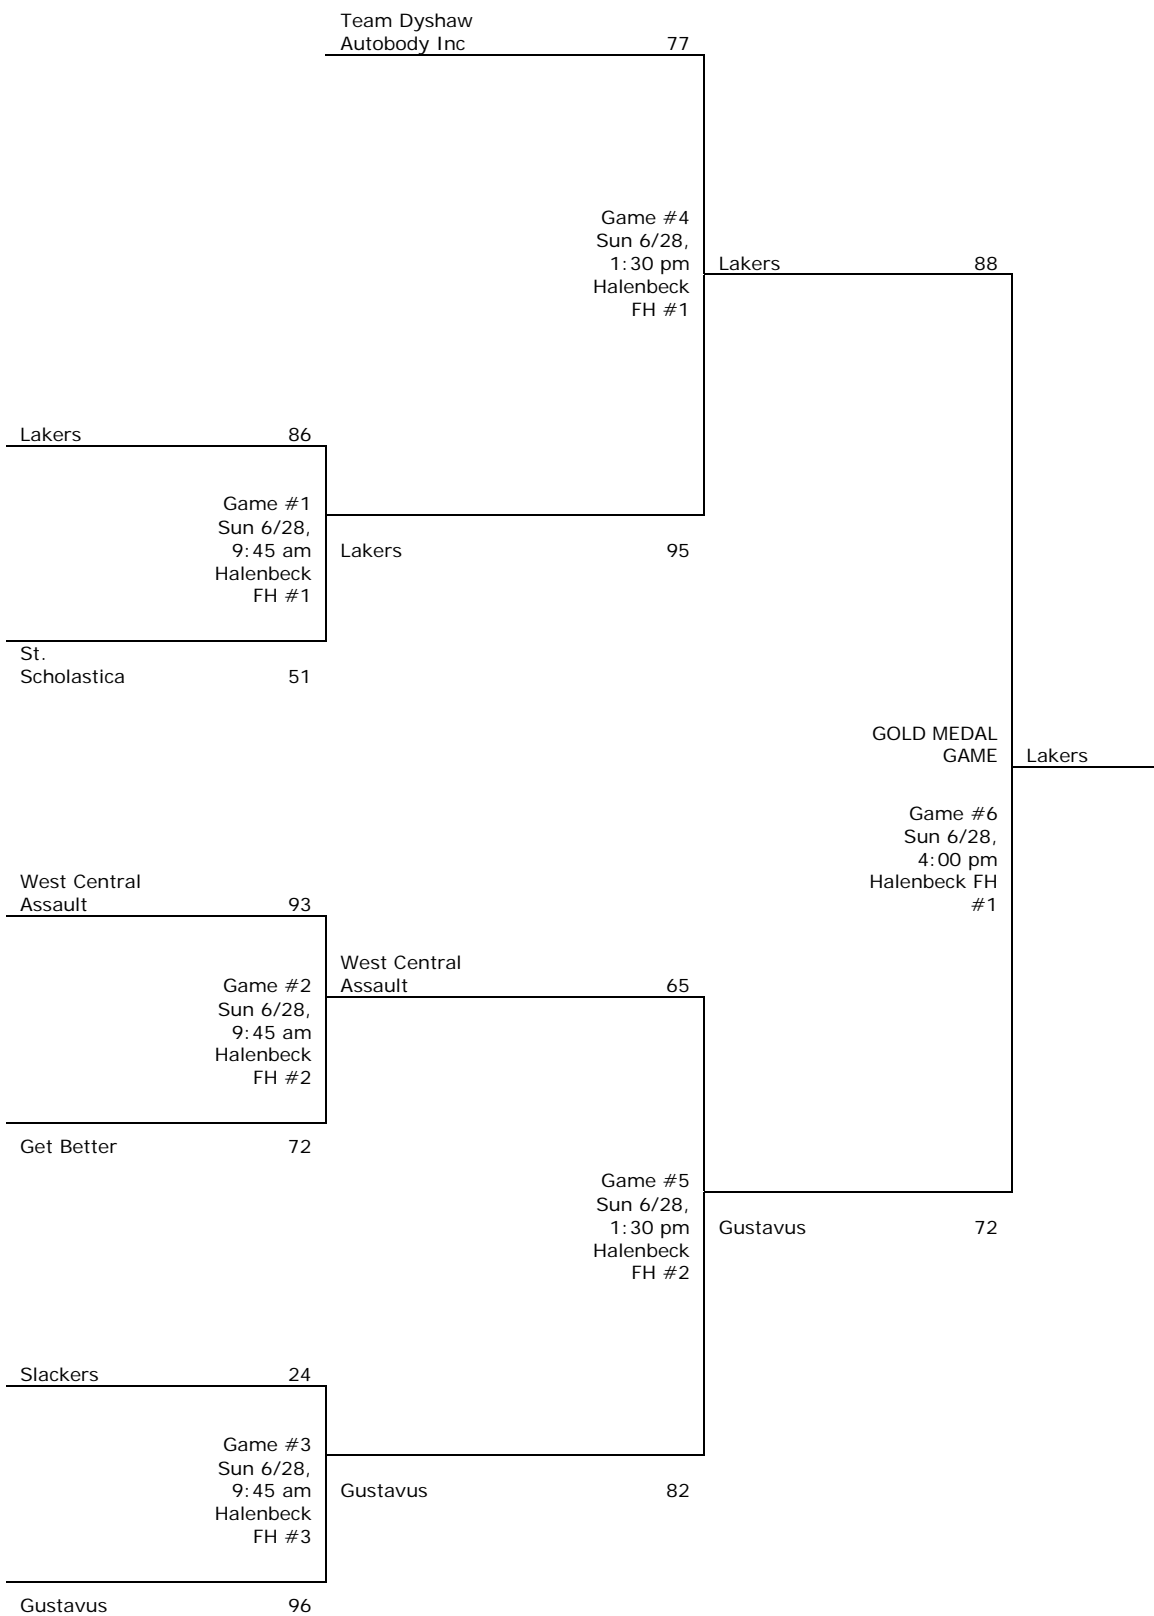 Team Dyshaw
Autobody Inc 77
Game #4
Sun 6/28,
1:30 pm
Halenbeck
FH #1
Lakers 88
Lakers 86
Game #1
Sun 6/28,
9:45 am
Halenbeck
FH #1
Lakers 95
St.
Scholastica 51
GOLD MEDAL
GAME
Lakers
Game #6
Sun 6/28,
4:00 pm
Halenbeck FH
#1
West Central
Assault 93
Game #2
Sun 6/28,
9:45 am
Halenbeck
FH #2
West Central
Assault 65
Get Better 72
Game #5
Sun 6/28,
1:30 pm
Halenbeck
FH #2
Gustavus 72
Slackers 24
Game #3
Sun 6/28,
9:45 am
Halenbeck
FH #3
Gustavus 82
Gustavus 96